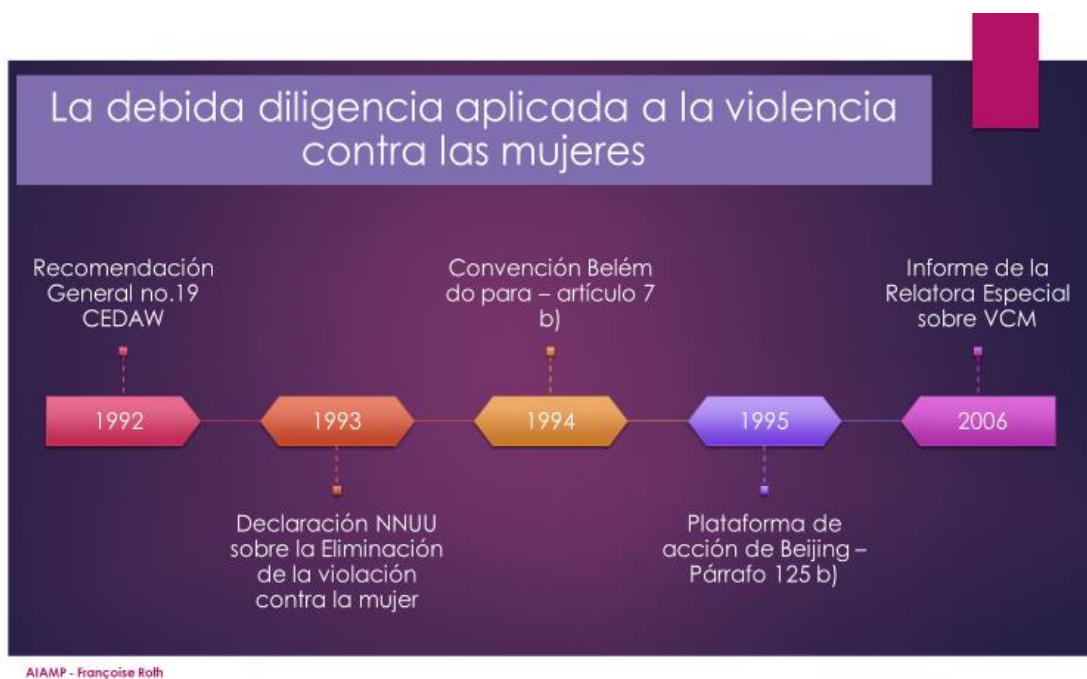 La debida diligencia aplicada a la violencia
contra las mujeres
Recomendación
General no.19
CEDAW
Convención Belém
do para – artículo 7
b)
Informe de la
Relatora Especial
sobre VCM
1992
1993
1994
1995
2006
Declaración NNUU
sobre la Eliminación
de la violación
contra la mujer
Plataforma de
acción de Beijing –
Párrafo 125 b)
AIAMP - Françoise Roth